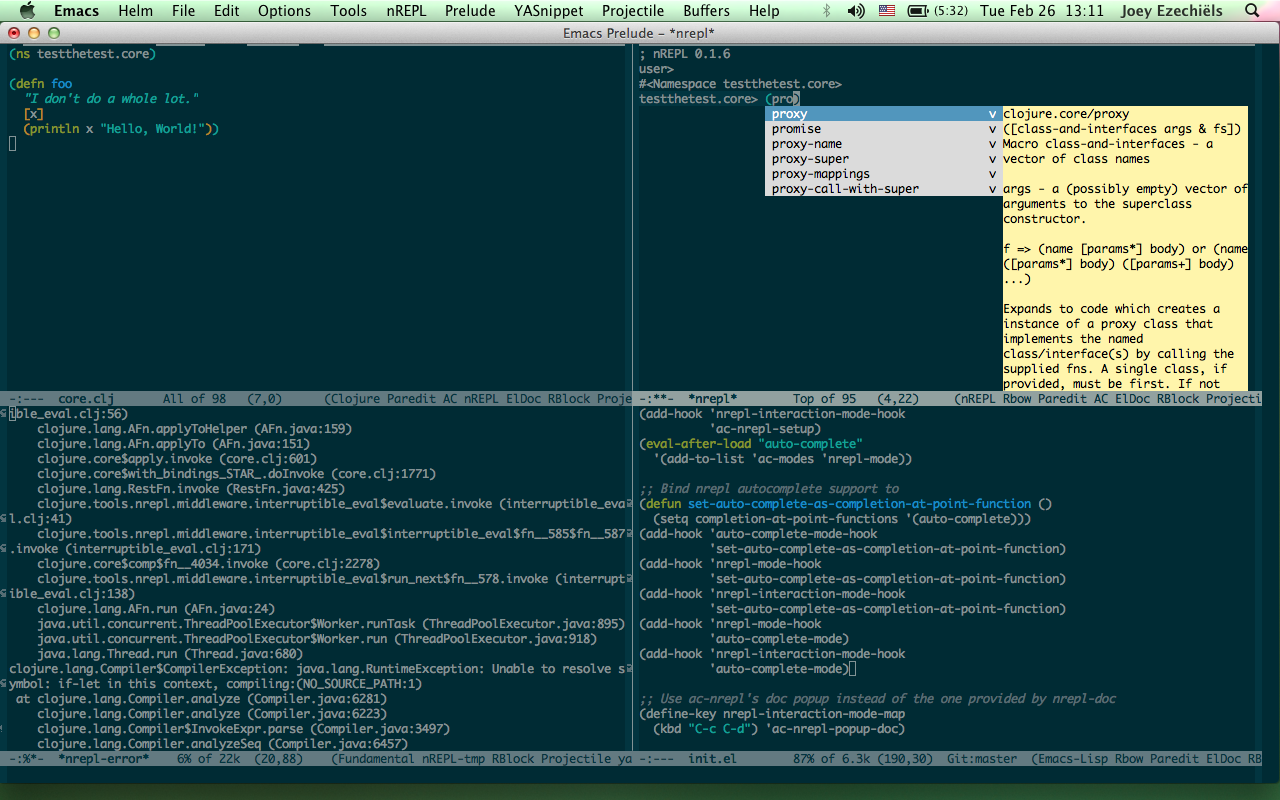 Emacs Helm File Edit Options Tools nREPL Prelude YASnippet Projectile Buffers Help (5:32) Tue Feb 26 13:11 Joey Ezechiëls
Emacs Prelude – *nrepl*
(ns testthetest.core)
(defn foo
"I don't do a whole lot."
[x]
(println x "Hello, World!"))
-:--- core.clj All of 98 (7,0) (Clojure Paredit AC nREPL ElDoc RBlock Proje
; nREPL 0.1.6
user>
#<Namespace testthetest.core>
testthetest.core> (pro)
proxy v
promise v
proxy-name v
proxy-super v
proxy-mappings v
proxy-call-with-super v
clojure.core/proxy
([class-and-interfaces args & fs])
Macro class-and-interfaces - a
vector of class names
args - a (possibly empty) vector of
arguments to the superclass
constructor.
f => (name [params*] body) or (name
([params*] body) ([params+] body)
...)
Expands to code which creates a
instance of a proxy class that
implements the named
class/interface(s) by calling the
supplied fns. A single class, if
provided, must be first. If not
-:**- *nrepl* Top of 95 (4,22) (nREPL Rbow Paredit AC ElDoc RBlock Projecti
ible_eval.clj:56)
clojure.lang.AFn.applyToHelper (AFn.java:159)
clojure.lang.AFn.applyTo (AFn.java:151)
clojure.core$apply.invoke (core.clj:601)
clojure.core$with_bindings_STAR_.doInvoke (core.clj:1771)
clojure.lang.RestFn.invoke (RestFn.java:425)
clojure.tools.nrepl.middleware.interruptible_eval$evaluate.invoke (interruptible_eva
l.clj:41)
clojure.tools.nrepl.middleware.interruptible_eval$interruptible_eval$fn__585$fn__587
.invoke (interruptible_eval.clj:171)
clojure.core$comp$fn__4034.invoke (core.clj:2278)
clojure.tools.nrepl.middleware.interruptible_eval$run_next$fn__578.invoke (interrupt
ible_eval.clj:138)
clojure.lang.AFn.run (AFn.java:24)
java.util.concurrent.ThreadPoolExecutor$Worker.runTask (ThreadPoolExecutor.java:895)
java.util.concurrent.ThreadPoolExecutor$Worker.run (ThreadPoolExecutor.java:918)
java.lang.Thread.run (Thread.java:680)
clojure.lang.Compiler$CompilerException: java.lang.RuntimeException: Unable to resolve s
ymbol: if-let in this context, compiling:(NO_SOURCE_PATH:1)
at clojure.lang.Compiler.analyze (Compiler.java:6281)
clojure.lang.Compiler.analyze (Compiler.java:6223)
clojure.lang.Compiler$InvokeExpr.parse (Compiler.java:3497)
clojure.lang.Compiler.analyzeSeq (Compiler.java:6457)
-:%*- *nrepl-error* 6% of 22k (20,88) (Fundamental nREPL-tmp RBlock Projectile ya
(add-hook 'nrepl-interaction-mode-hook
'ac-nrepl-setup)
(eval-after-load "auto-complete"
'(add-to-list 'ac-modes 'nrepl-mode))
;; Bind nrepl autocomplete support to
(defun set-auto-complete-as-completion-at-point-function ()
(setq completion-at-point-functions '(auto-complete)))
(add-hook 'auto-complete-mode-hook
'set-auto-complete-as-completion-at-point-function)
(add-hook 'nrepl-mode-hook
'set-auto-complete-as-completion-at-point-function)
(add-hook 'nrepl-interaction-mode-hook
'set-auto-complete-as-completion-at-point-function)
(add-hook 'nrepl-mode-hook
'auto-complete-mode)
(add-hook 'nrepl-interaction-mode-hook
'auto-complete-mode)
;; Use ac-nrepl's doc popup instead of the one provided by nrepl-doc
(define-key nrepl-interaction-mode-map
(kbd "C-c C-d") 'ac-nrepl-popup-doc)
-:--- init.el 87% of 6.3k (190,30) Git:master (Emacs-Lisp Rbow Paredit ElDoc RB